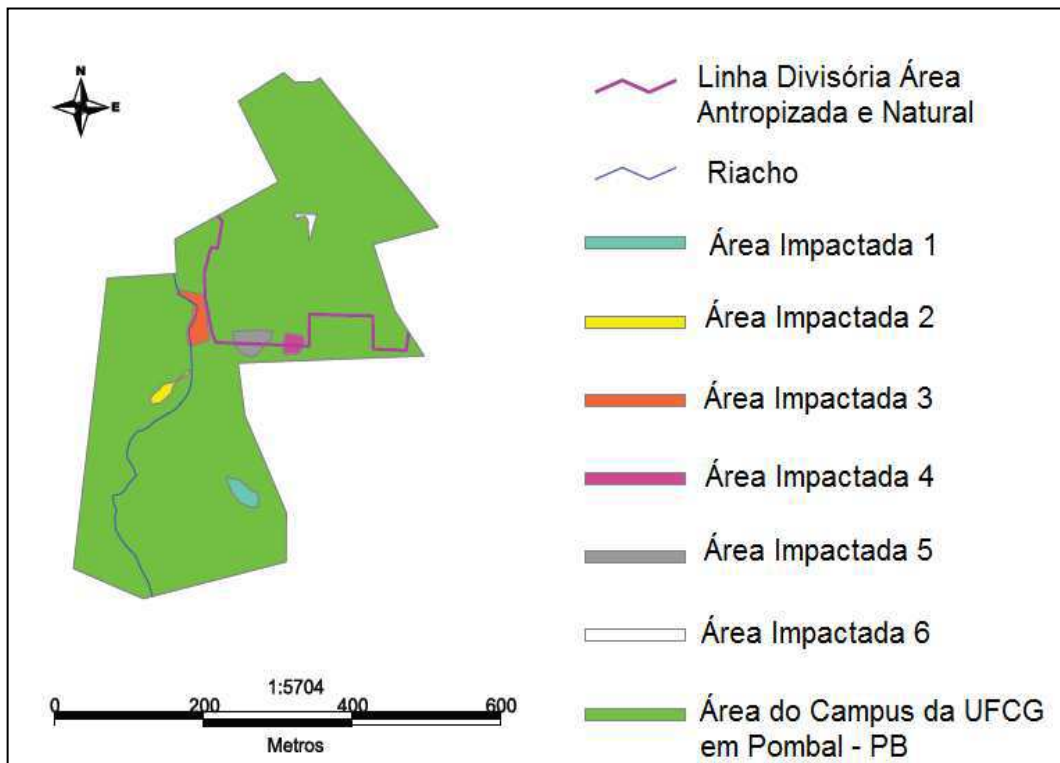 N
E
Linha Divisória Área
Antropizada e Natural
Riacho
Área Impactada 1
Área Impactada 2
Área Impactada 3
Área Impactada 4
Área Impactada 5
Área Impactada 6
Área do Campus da UFCG
em Pombal - PB
1:5704
0 200 400 600
Metros